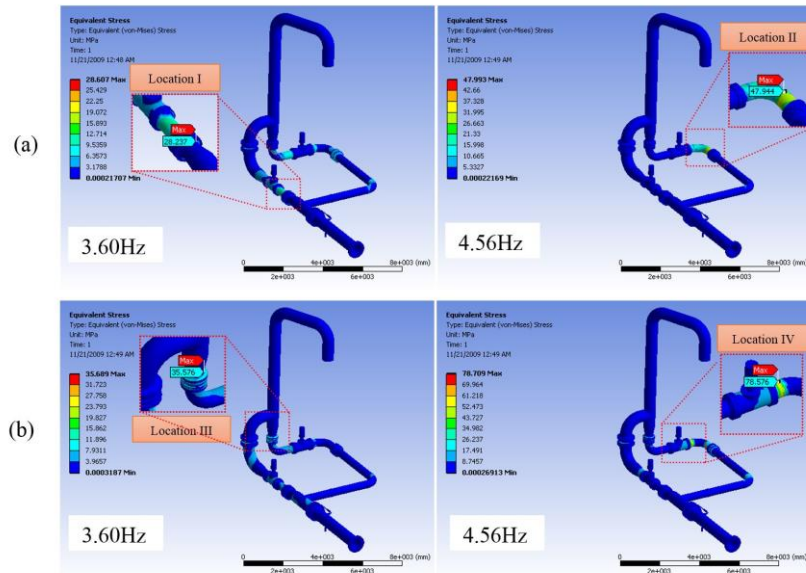 (a)
Equivalent Stress
Type: Equivalent (von-Mises) Stress
Unit: MPa
Time: 1
11/21/2009 12:48 AM
28.607 Max
25.429
22.25
19.072
15.893
12.714
9.5359
6.3573
3.1788
0.00021707 Min
Location I
Max
28.237
3.60Hz
0
2e+003
4e+003
6e+003
8e+003 (mm)
Equivalent Stress
Type: Equivalent (von-Mises) Stress
Unit: MPa
Time: 1
11/21/2009 12:49 AM
47.993 Max
42.66
37.328
31.995
26.663
21.33
15.998
10.665
5.3327
0.00022169 Min
Location II
Max
47.944
4.56Hz
0
2e+003
4e+003
6e+003
8e+003 (mm)
(b)
Equivalent Stress
Type: Equivalent (von-Mises) Stress
Unit: MPa
Time: 1
11/21/2009 12:49 AM
35.689 Max
31.723
27.758
23.793
19.827
15.862
11.896
7.9311
3.9657
0.0003187 Min
Max
35.576
Location III
3.60Hz
0
2e+003
4e+003
6e+003
8e+003 (mm)
Equivalent Stress
Type: Equivalent (von-Mises) Stress
Unit: MPa
Time: 1
11/21/2009 12:49 AM
78.709 Max
69.964
61.218
52.473
43.727
34.982
26.237
17.491
8.7457
0.00026913 Min
Location IV
Max
78.576
4.56Hz
0
2e+003
4e+003
6e+003
8e+003 (mm)